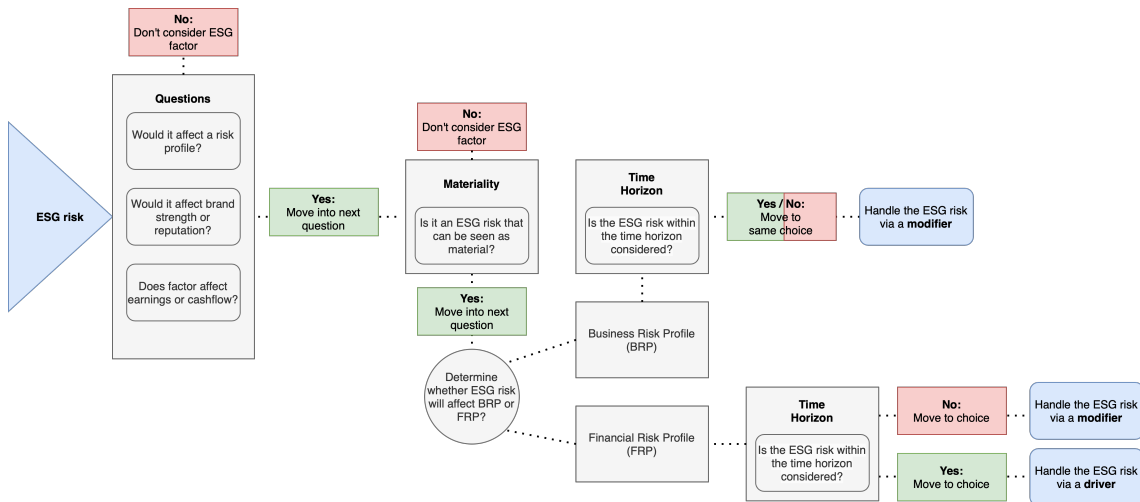 No:
Don't consider ESG
factor
Questions
Would it affect a risk
profile?
Would it affect brand
strength or
reputation?
Does factor affect
earnings or cashflow?
ESG risk
Yes:
Move into next
question
No:
Don't consider ESG
factor
Materiality
Is it an ESG risk that
can be seen as
material?
Yes:
Move into next
question
Determine
whether ESG risk
will affect BRP or
FRP?
Time
Horizon
Is the ESG risk within
the time horizon
considered?
Yes / No:
Move to
same choice
Handle the ESG risk
via a modifier
Business Risk Profile
(BRP)
Financial Risk Profile
(FRP)
Time
Horizon
Is the ESG risk within
the time horizon
considered?
No:
Move to choice
Handle the ESG risk
via a modifier
Yes:
Move to choice
Handle the ESG risk
via a driver